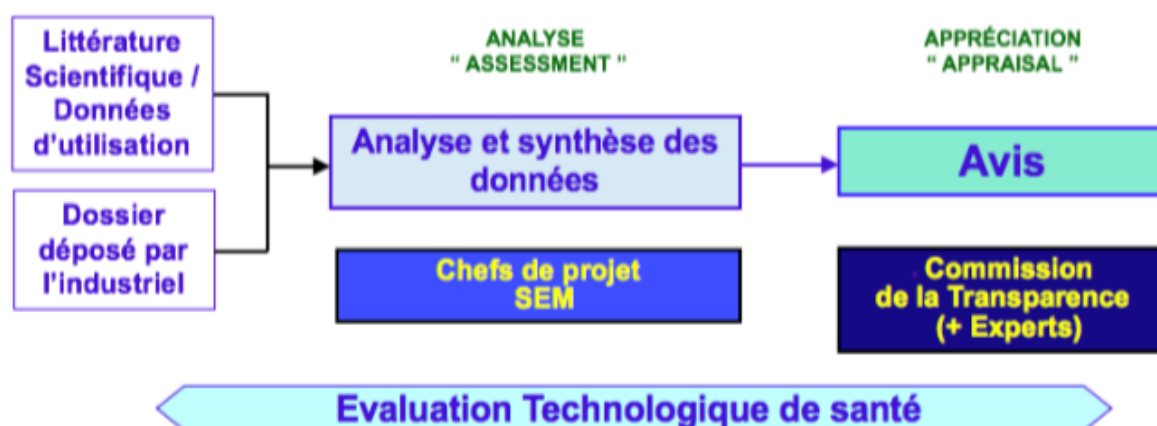 Littérature
Scientifique /
Données
d'utilisation
Dossier
déposé par
l'industriel
ANALYSE
" ASSESSMENT "
Analyse et synthèse des
données
Chefs de projet
SEM
APPRÉCIATION
" APPRAISAL "
Avis
Commission
de la Transparence
(+ Experts)
Evaluation Technologique de santé